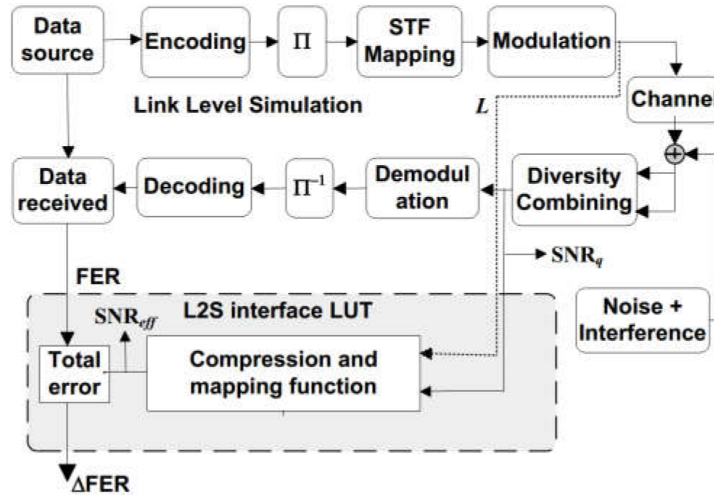 Data
source
Encoding
Π
STF
Mapping
Modulation
Link Level Simulation
L
Channel
+
Data
received
Decoding
Π⁻¹
Demodul
ation
Diversity
Combining
SNRq
FER
L2S interface LUT
SNReff
Noise +
Interference
Total
error
Compression and
mapping function
ΔFER